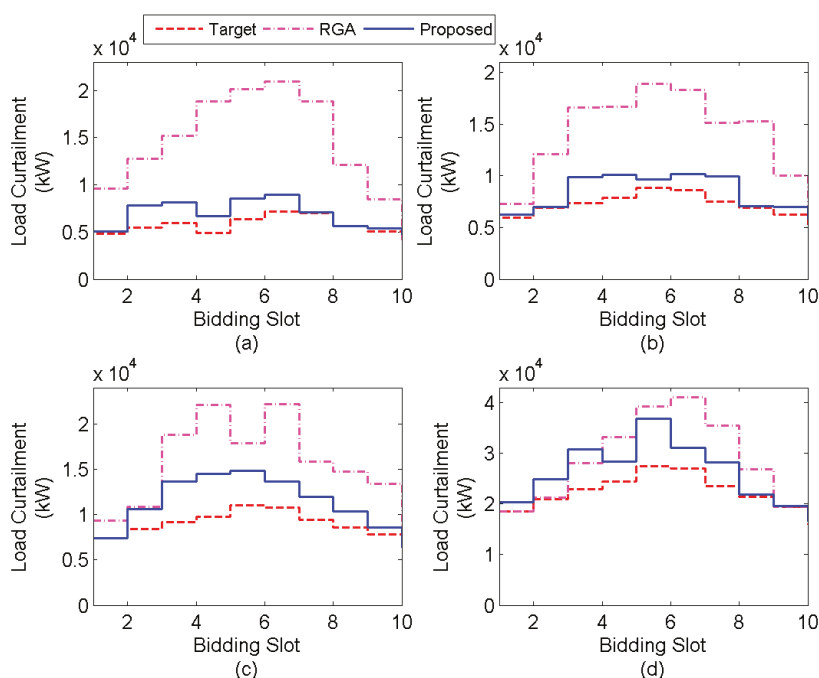 Target RGA Proposed
x 10^4
2
1.5
1
0.5
0
Load Curtailment
(kW)
2 4 6 8 10
Bidding Slot
(a)
x 10^4
2
1.5
1
0.5
0
Load Curtailment
(kW)
2 4 6 8 10
Bidding Slot
(b)
x 10^4
2
1.5
1
0.5
0
Load Curtailment
(kW)
2 4 6 8 10
Bidding Slot
(c)
x 10^4
4
3
2
1
0
Load Curtailment
(kW)
2 4 6 8 10
Bidding Slot
(d)